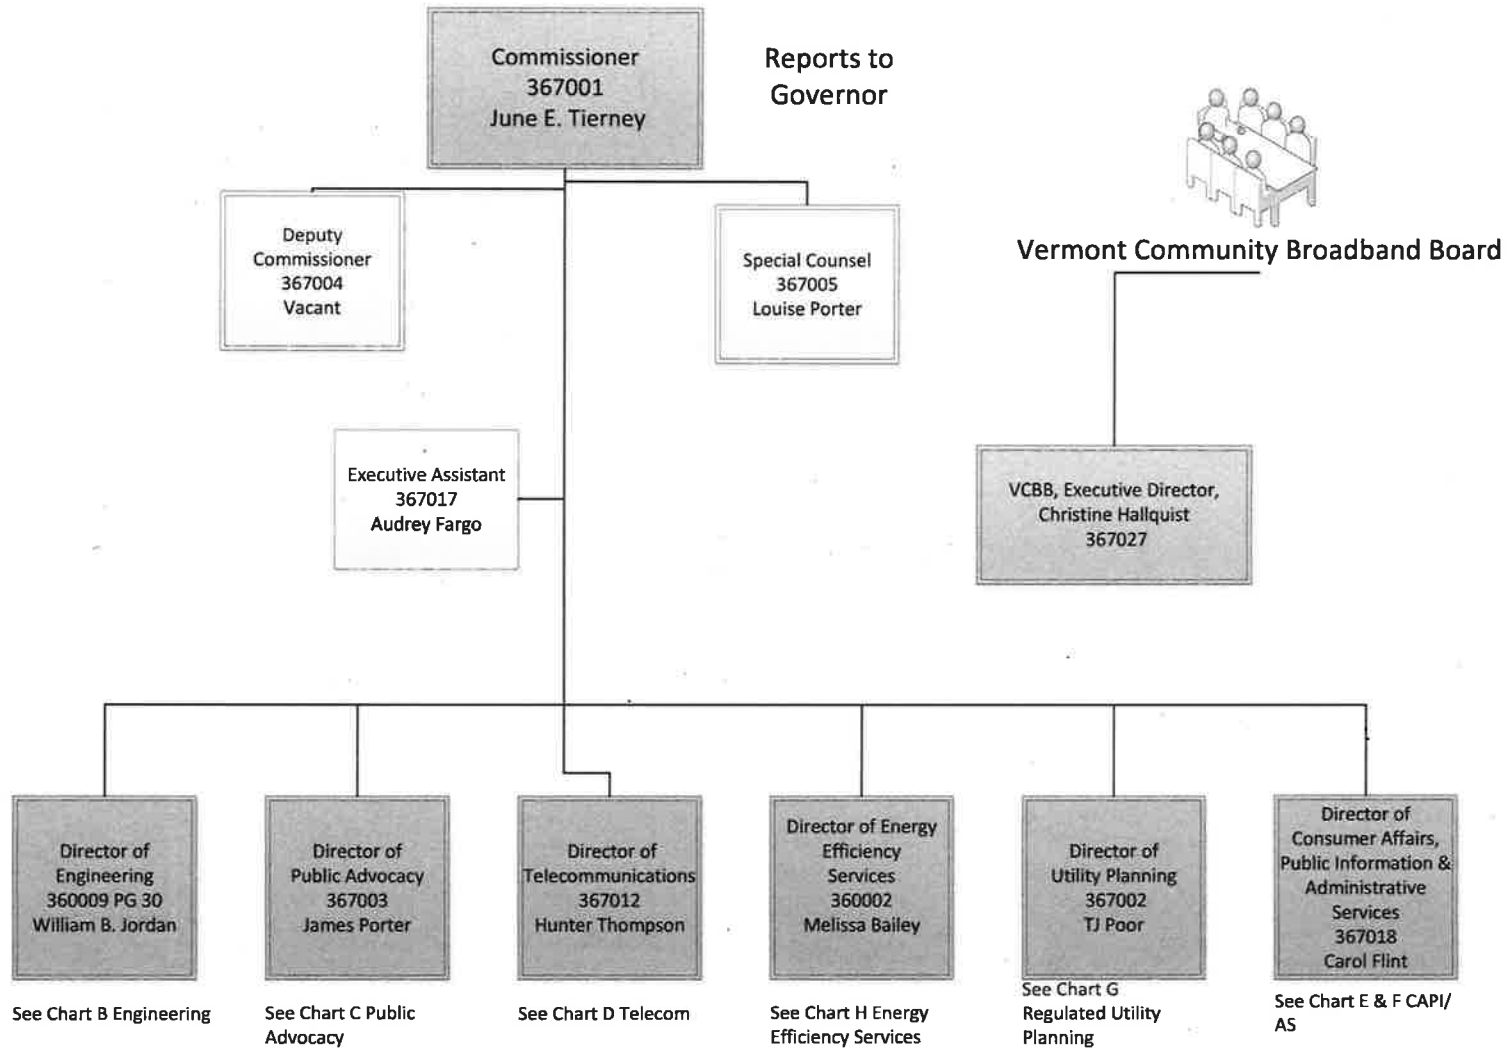 Commissioner
367001
June E. Tierney
Reports to
Governor
Vermont Community Broadband Board
Deputy
Commissioner
367004
Vacant
Special Counsel
367005
Louise Porter
Executive Assistant
367017
Audrey Fargo
VCBB, Executive Director,
Christine Hallquist
367027
Director of
Engineering
360009 PG 30
William B. Jordan
See Chart B Engineering
Director of
Public Advocacy
367003
James Porter
See Chart C Public
Advocacy
Director of
Telecommunications
367012
Hunter Thompson
See Chart D Telecom
Director of Energy
Efficiency
Services
360002
Melissa Bailey
See Chart H Energy
Efficiency Services
Director of
Utility Planning
367002
TJ Poor
See Chart G
Regulated Utility
Planning
Director of
Consumer Affairs,
Public Information &
Administrative
Services
367018
Carol Flint
See Chart E & F CAPI/
AS